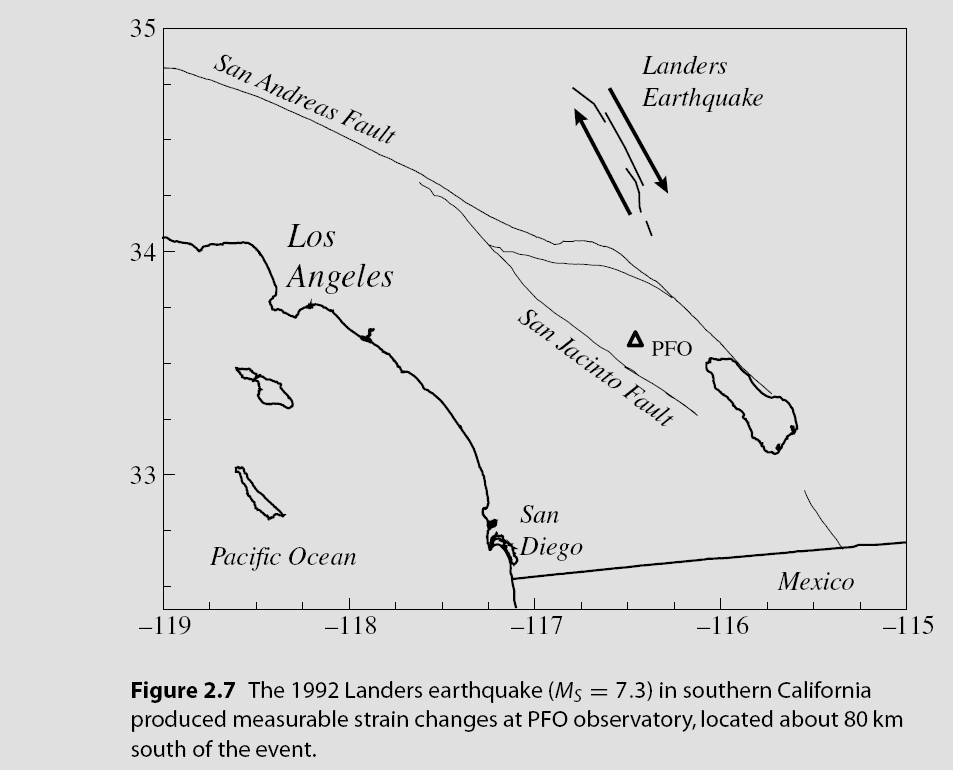 35
Landers
Earthquake
San Andreas Fault
34
Los
Angeles
San Jacinto Fault
PFO
33
San
Diego
Pacific Ocean
Mexico
–119
–118
–117
–116
–115
Figure 2.7 The 1992 Landers earthquake (MS = 7.3) in southern California
produced measurable strain changes at PFO observatory, located about 80 km
south of the event.